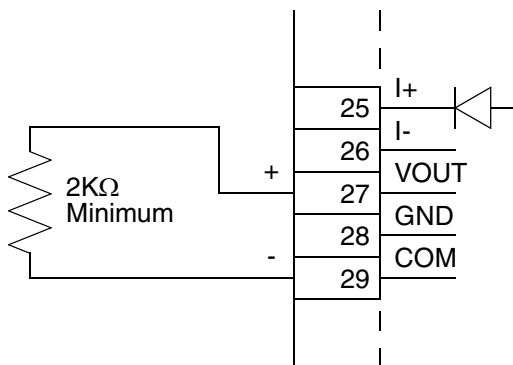 25 I+
26 I-
+ 27 VOUT
2KΩ
Minimum
28 GND
- 29 COM